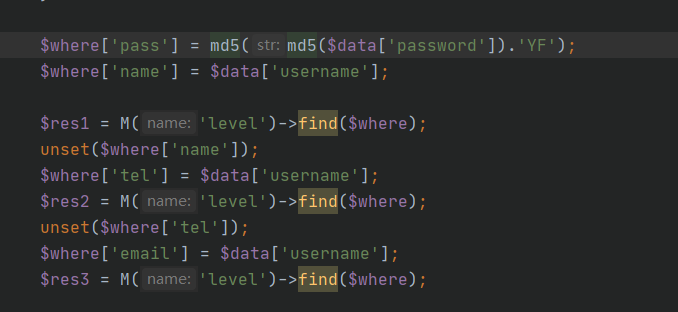 $where['pass'] = md5( str: md5($data['password']).'YF');
$where['name'] = $data['username'];
$res1 = M( name: 'level')->find($where);
unset($where['name']);
$where['tel'] = $data['username'];
$res2 = M( name: 'level')->find($where);
unset($where['tel']);
$where['email'] = $data['username'];
$res3 = M( name: 'level')->find($where);